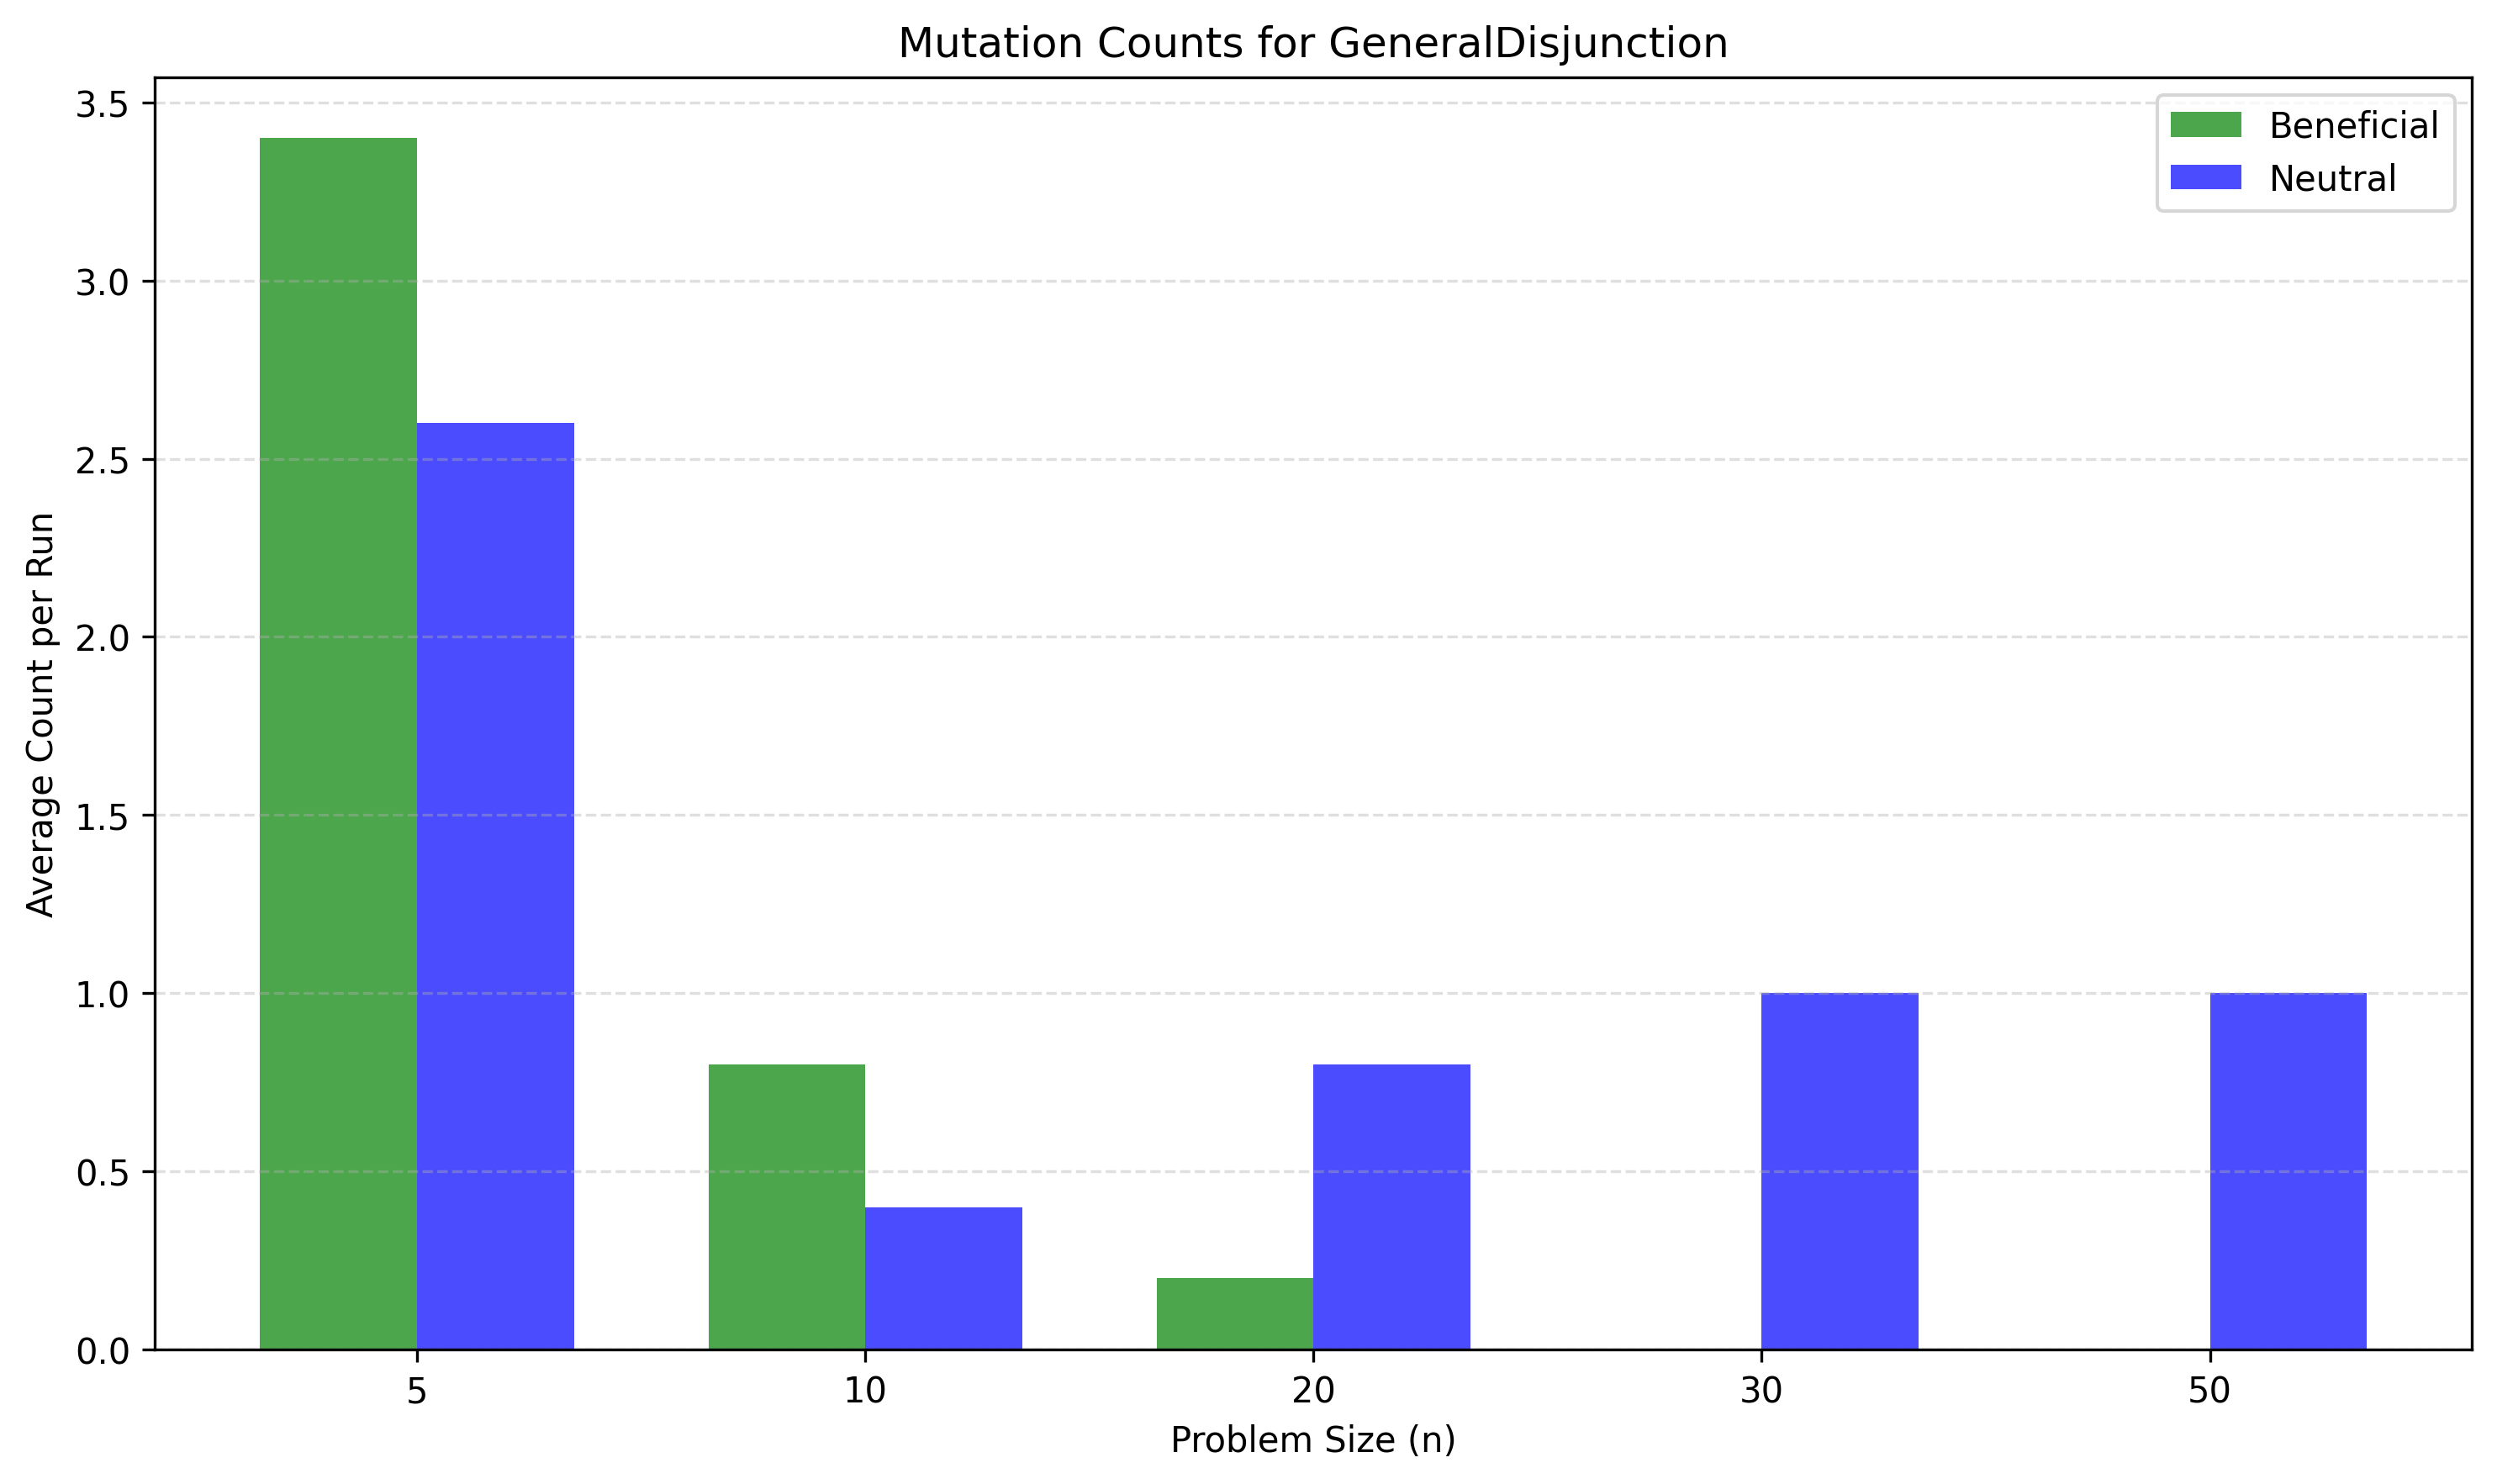 Mutation Counts for GeneralDisjunction
Beneficial
Neutral
Average Count per Run
3.5
3.0
2.5
2.0
1.5
1.0
0.5
0.0
5 10 20 30 50
Problem Size (n)